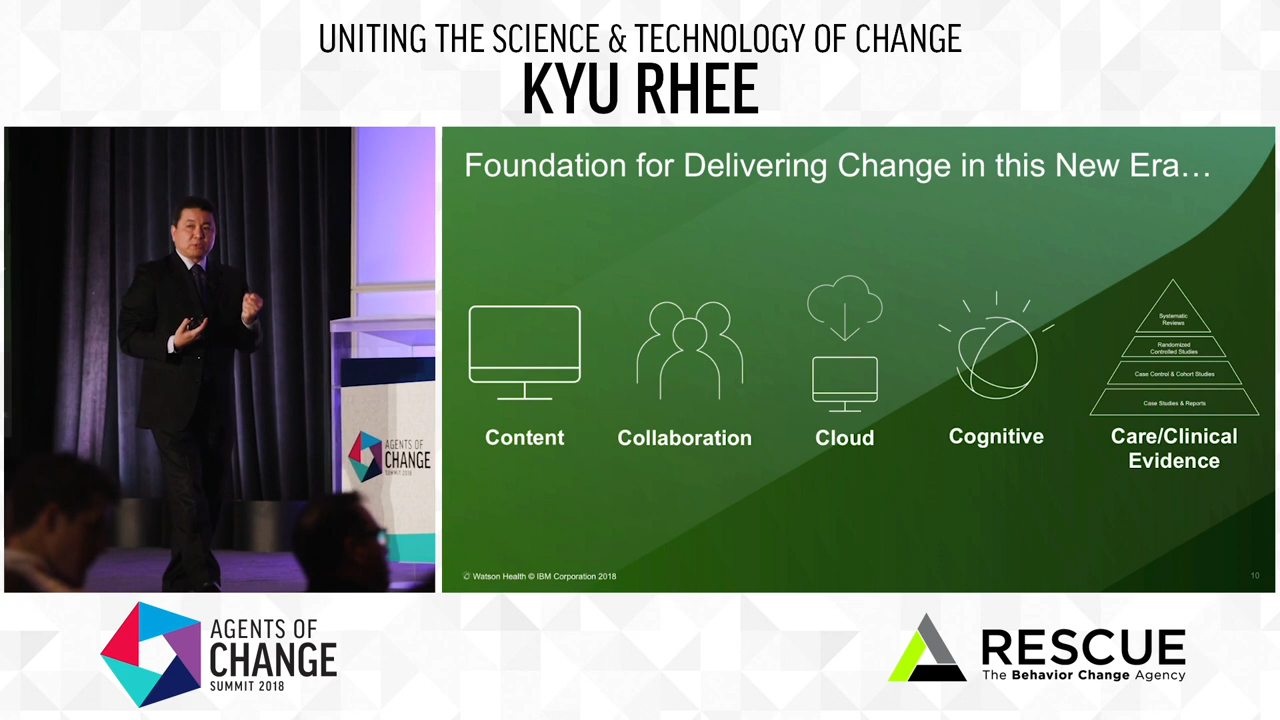 UNITING THE SCIENCE & TECHNOLOGY OF CHANGE
KYU RHEE
AGENTS OF
CHANGE
SUMMIT 2018
Foundation for Delivering Change in this New Era…
Content
Collaboration
Cloud
Cognitive
Systematic
Reviews
Randomized
Controlled Studies
Case Control & Cohort Studies
Case Studies & Reports
Care/Clinical
Evidence
Watson Health © IBM Corporation 2018
10
AGENTS OF
CHANGE
SUMMIT 2018
RESCUE
The Behavior Change Agency